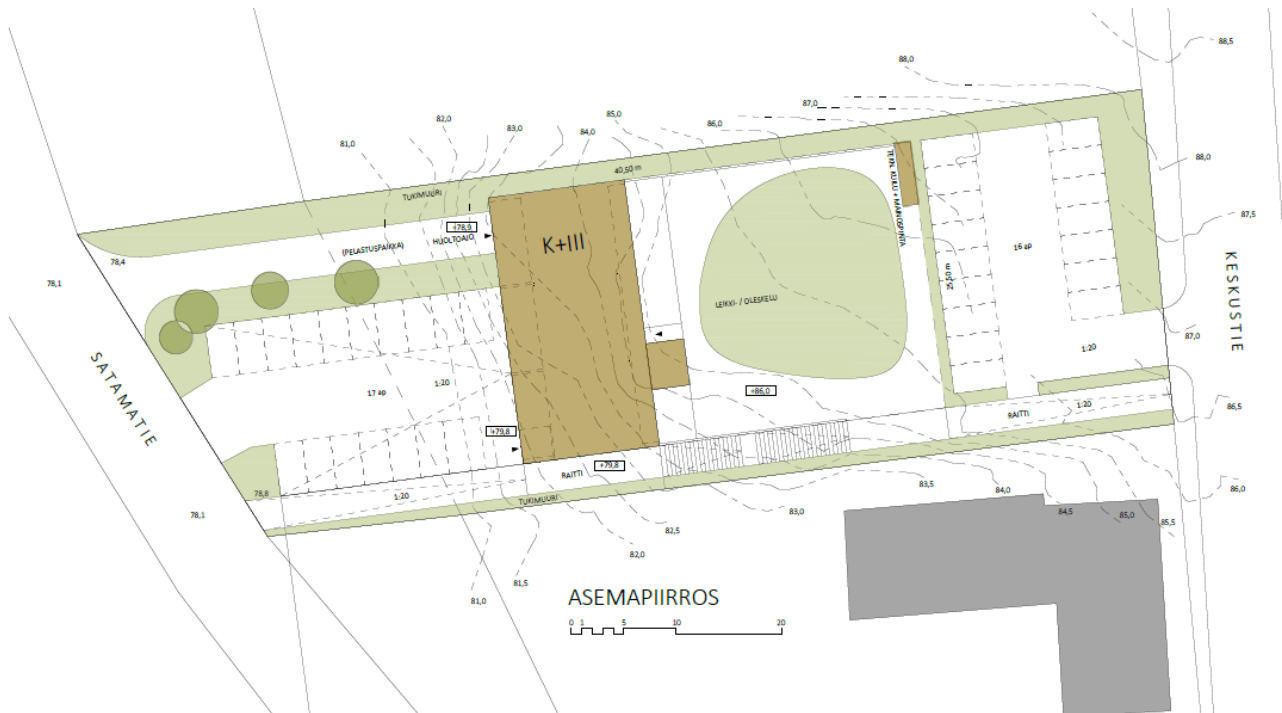 88,5
88,0
87,0
86,0
85,0
84,0
83,0
82,0
81,0
88,0
87,5
87,0
86,5
86,0
TUKIMUURI
40,50 m
+78,9
(PELASTUSPAIKKA)
HUOLTOAJO
K+III
TEKN. KUILU + MAINOSPINTA
25,50 m
16 ap
KESKUSTIE
78,4
78,1
LEIKKI- / OLESKELU
1:20
SATAMATIE
17 ap
1:20
+86,0
1:20
RAITTI
+79,8
+79,8
RAITTI
78,8
1:20
TUKIMUURI
78,1
83,5
84,0
84,5
85,0
85,5
83,0
82,5
82,0
81,5
81,0
ASEMAPIIRROS
0 1 5 10 20